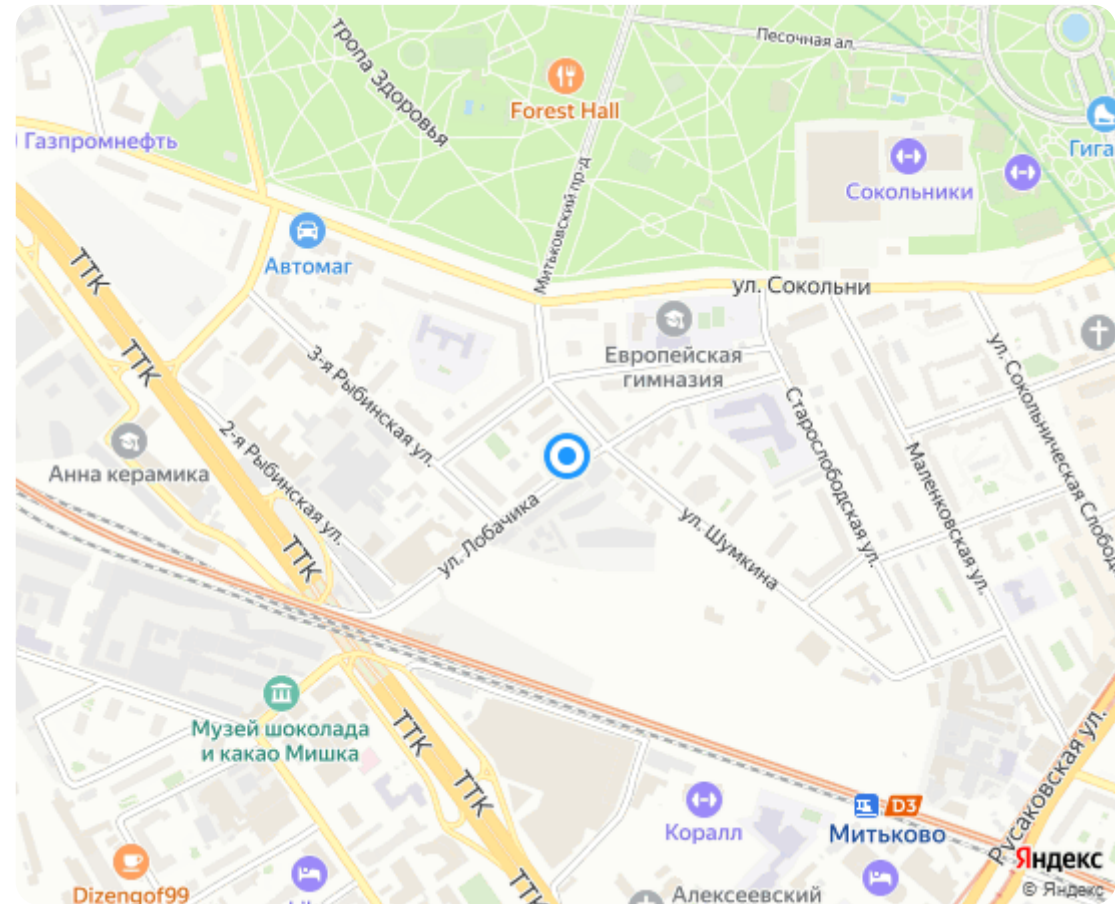 Песочная ал.
тропа Здоровья
Forest Hall
Газпромнефть
Гига
Сокольники
Митьковский пр-д
Автомаг
ТТК
ул. Сокольни
Европейская
гимназия
ТТК
3-я Рыбинская ул.
ул. Сокольническая Слобод
Старослободская ул.
2-я Рыбинская ул.
Анна керамика
Маленковская ул.
ул. Лобачика
ул. Шумкина
ТТК
Музей шоколада
и какао Мишка
ТТК
ТТК
Русаковская ул.
D3
Коралл
Митьково
Яндекс
© Яндекс
Dizengof99
Алексеевский
ТТК